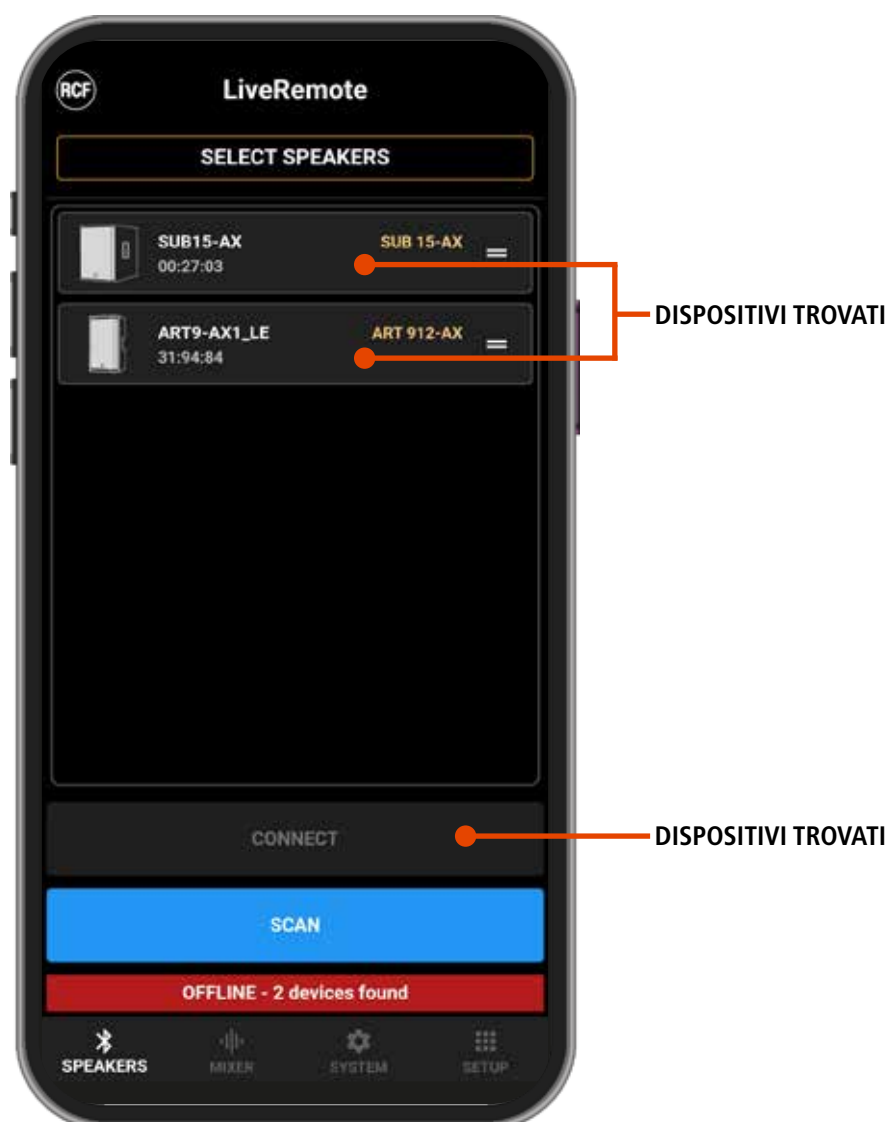 RCF
LiveRemote
SELECT SPEAKERS
SUB15-AX
SUB 15-AX
00:27:03
ART9-AX1_LE
ART 912-AX
31:94:84
DISPOSITIVI TROVATI
CONNECT
DISPOSITIVI TROVATI
SCAN
OFFLINE - 2 devices found
SPEAKERS
MIXER
SYSTEM
SETUP